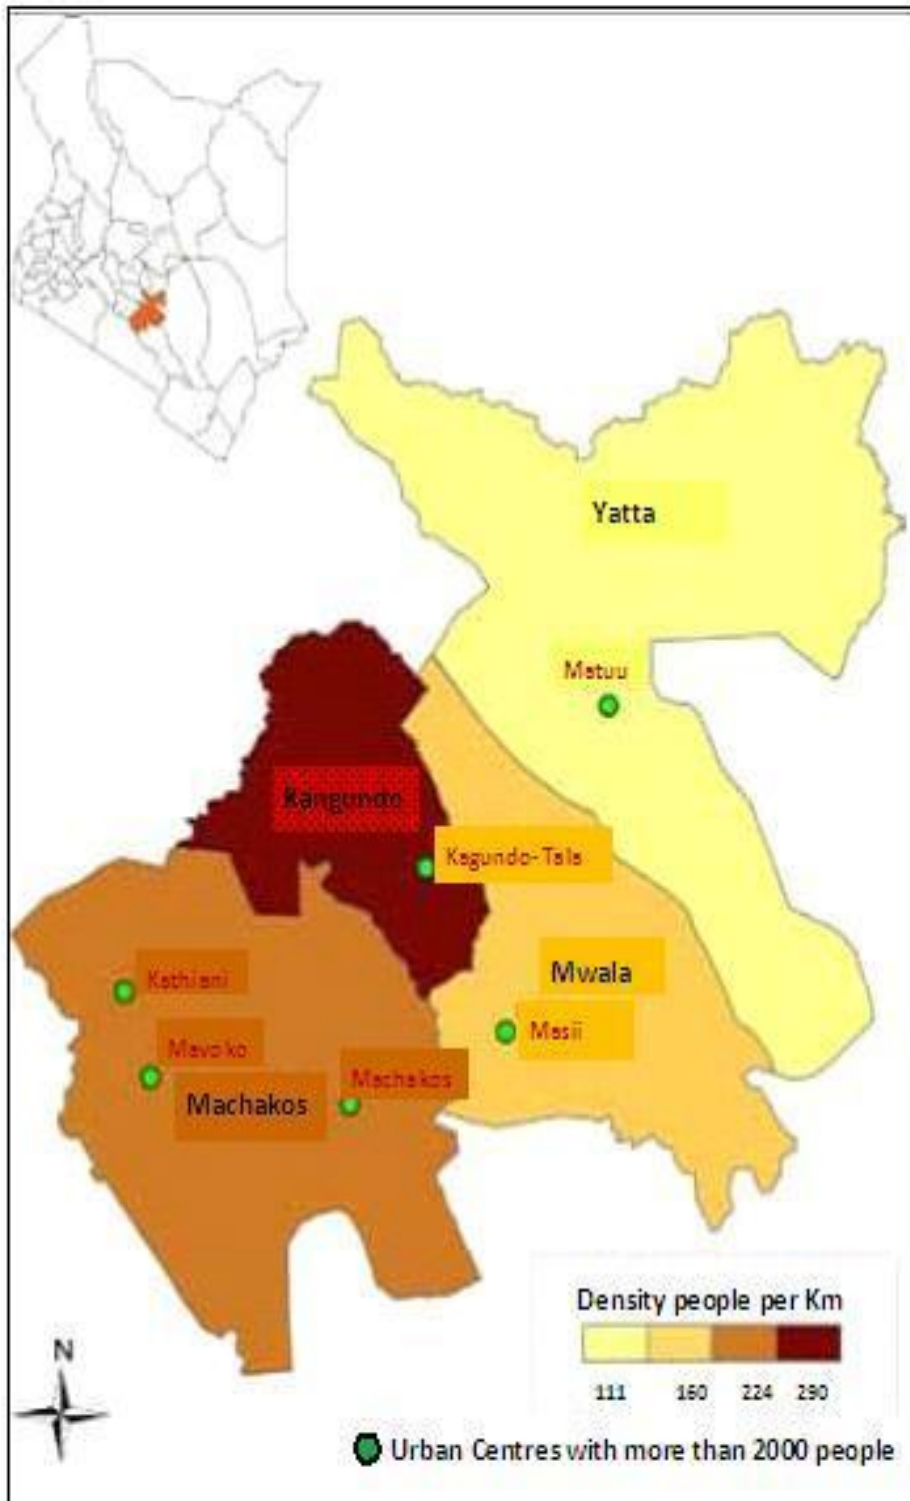 Yatta
Matuu
Kangundo
Kagundo-Tala
Mwala
Kathiani
Masii
Mavoko
Machakos
Machakos
Density people per Km
111 160 224 290
N
Urban Centres with more than 2000 people